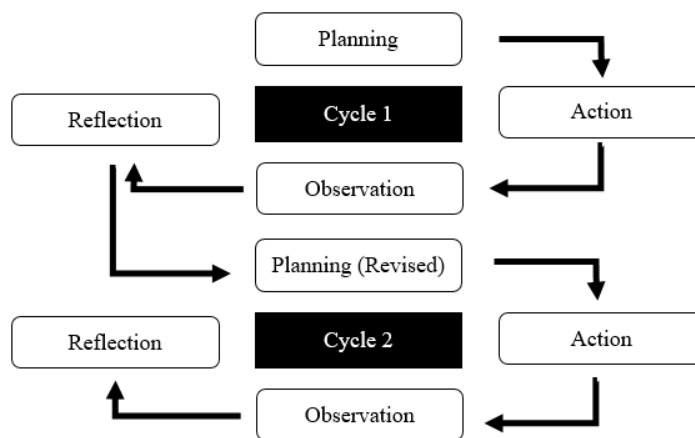 Planning
Reflection
Cycle 1
Action
Observation
Planning (Revised)
Reflection
Cycle 2
Action
Observation